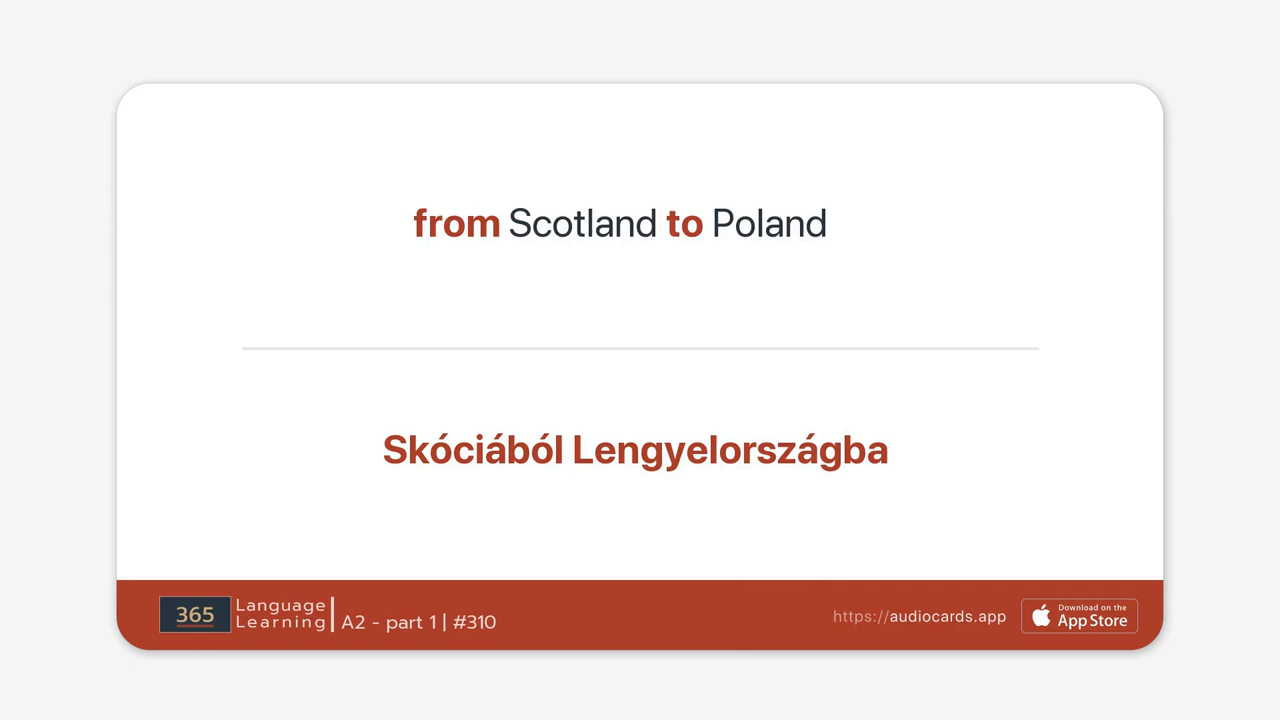 from Scotland to Poland
Skóciából Lengyelországba
365
Language
Learning
A2 - part 1 | #310
https://audiocards.app
Download on the
App Store